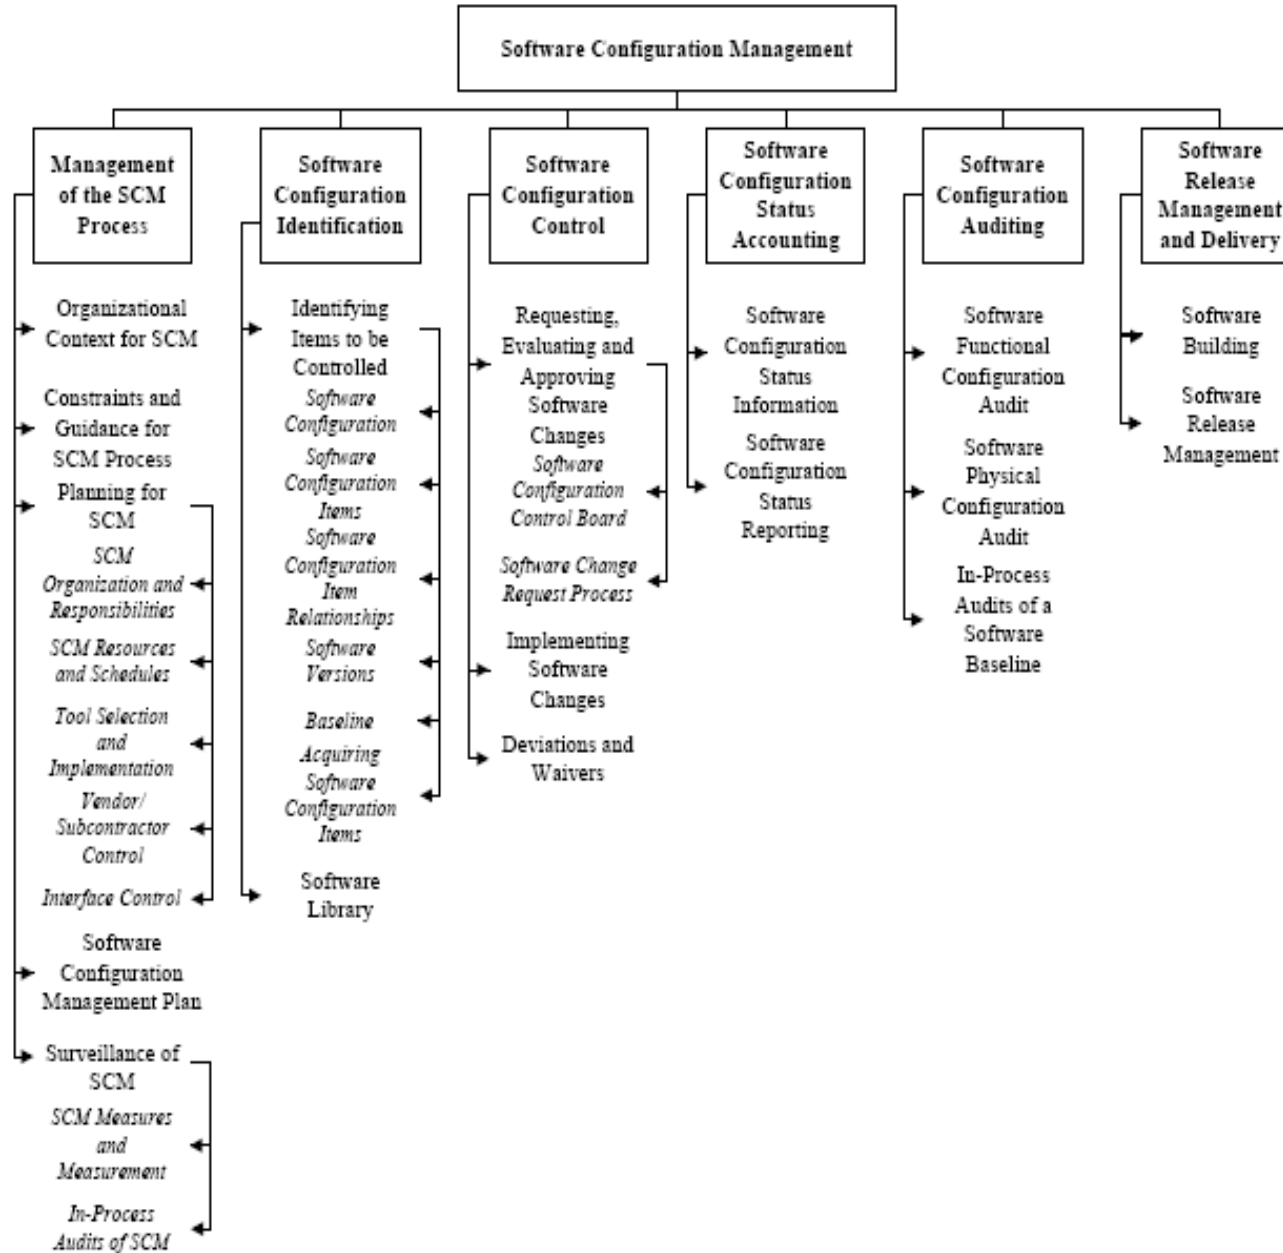 Software Configuration Management
Management
of the SCM
Process
Organizational
Context for SCM
Constraints and
Guidance for
SCM Process
Planning for
SCM
SCM
Organization and
Responsibilities
SCM Resources
and Schedules
Tool Selection
and
Implementation
Vendor/
Subcontractor
Control
Interface Control
Software
Configuration
Management Plan
Surveillance of
SCM
SCM Measures
and
Measurement
In-Process
Audits of SCM
Software
Configuration
Identification
Identifying
Items to be
Controlled
Software
Configuration
Software
Configuration
Items
Software
Configuration
Item
Relationships
Software
Versions
Baseline
Acquiring
Software
Configuration
Items
Software
Library
Software
Configuration
Control
Requesting,
Evaluating and
Approving
Software
Changes
Software
Configuration
Control Board
Software Change
Request Process
Implementing
Software
Changes
Deviations and
Waivers
Software
Configuration
Status
Accounting
Software
Configuration
Status
Information
Software
Configuration
Status
Reporting
Software
Configuration
Auditing
Software
Functional
Configuration
Audit
Software
Physical
Configuration
Audit
In-Process
Audits of a
Software
Baseline
Software
Release
Management
and Delivery
Software
Building
Software
Release
Management